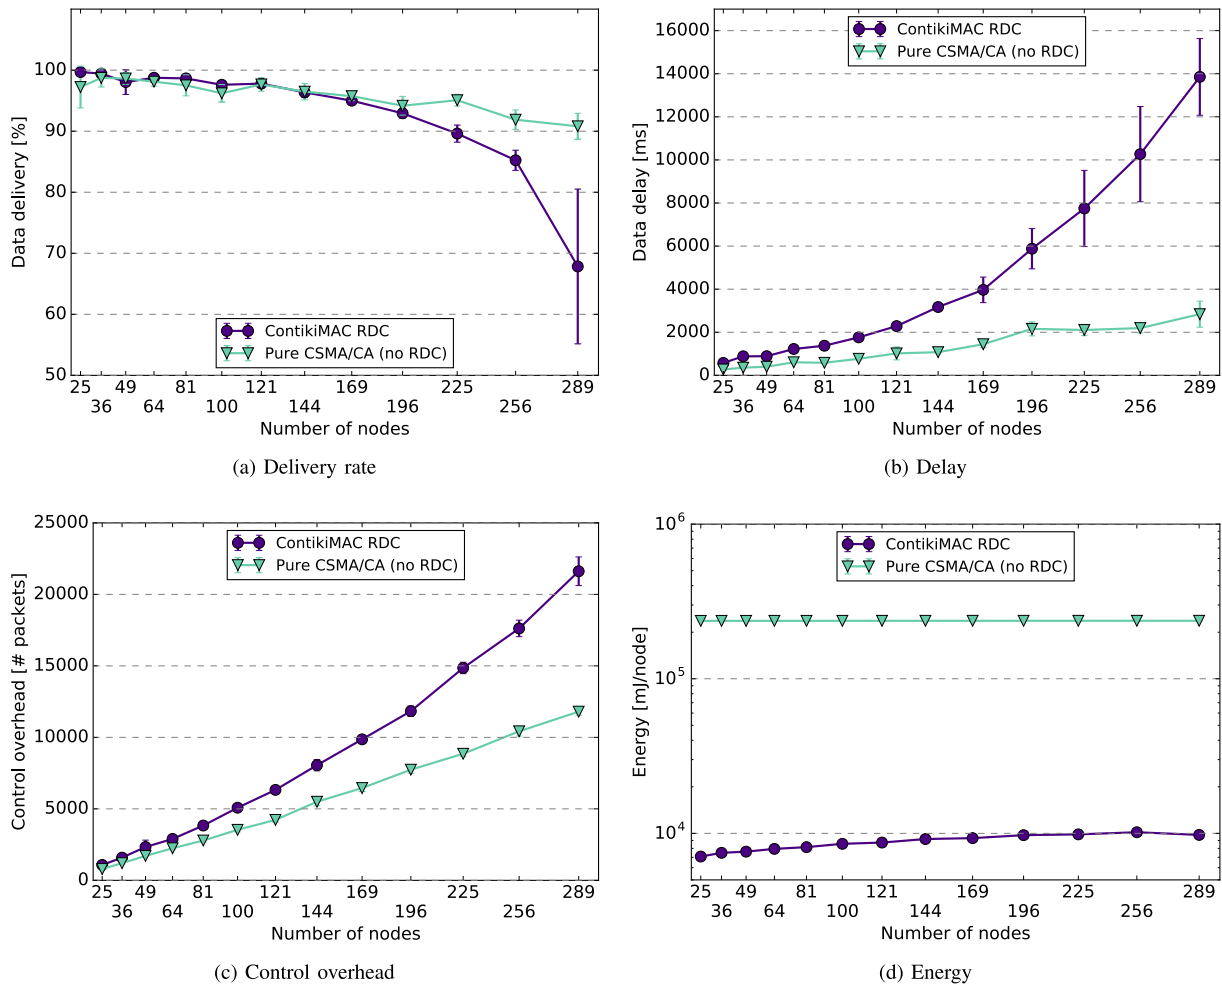 100
90
80
70
60
50
Data delivery [%]
ContikiMAC RDC
Pure CSMA/CA (no RDC)
25 49 81 121 169 225 289
36 64 100 144 196 256
Number of nodes
(a) Delivery rate
16000
14000
12000
10000
8000
6000
4000
2000
0
Data delay [ms]
ContikiMAC RDC
Pure CSMA/CA (no RDC)
25 49 81 121 169 225 289
36 64 100 144 196 256
Number of nodes
(b) Delay
25000
20000
15000
10000
5000
0
Control overhead [# packets]
ContikiMAC RDC
Pure CSMA/CA (no RDC)
25 49 81 121 169 225 289
36 64 100 144 196 256
Number of nodes
(c) Control overhead
10⁶
10⁵
10⁴
Energy [mJ/node]
ContikiMAC RDC
Pure CSMA/CA (no RDC)
25 49 81 121 169 225 289
36 64 100 144 196 256
Number of nodes
(d) Energy